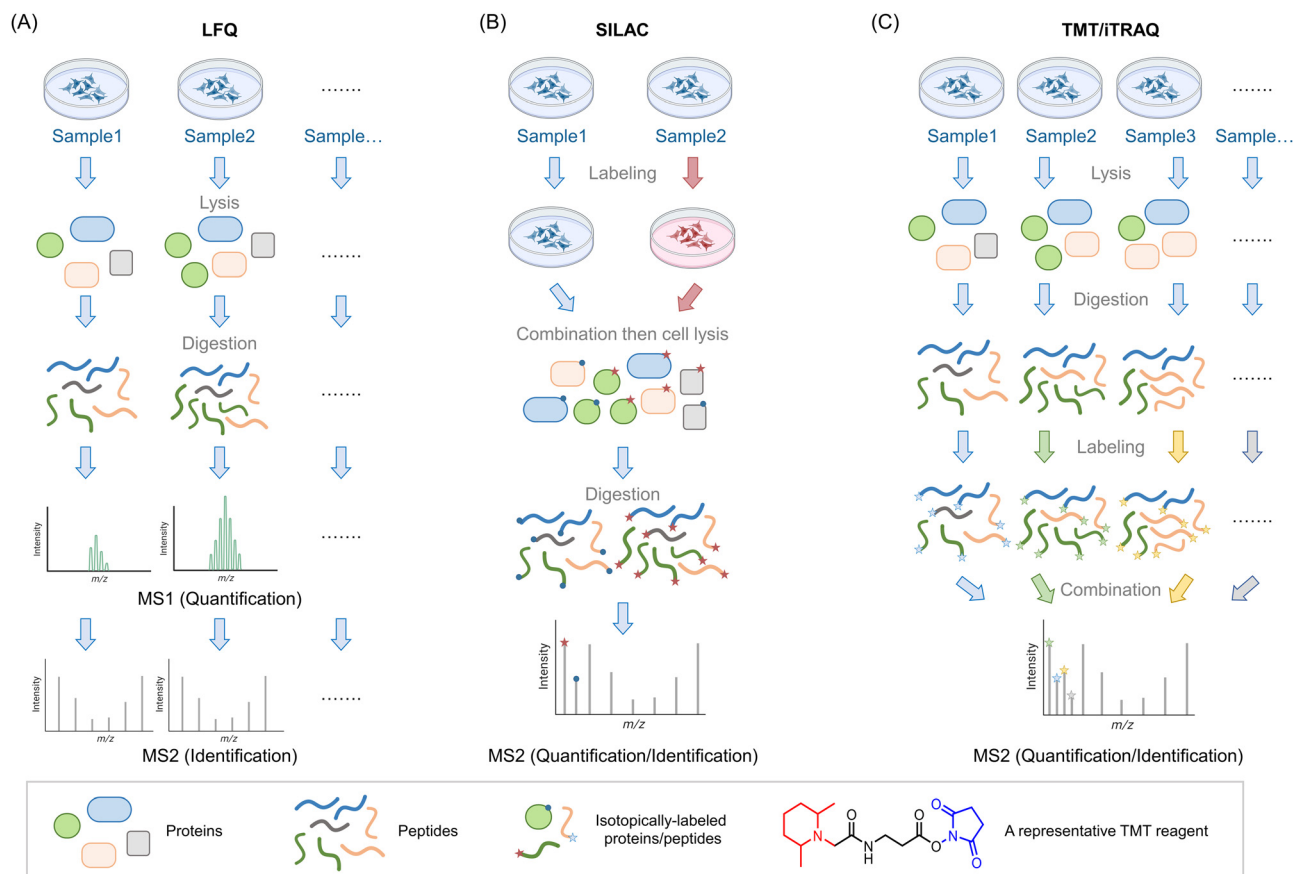 (A)
LFQ
.......
Sample1
Sample2
Sample...
Lysis
.......
Digestion
.......
Intensity
m/z
Intensity
m/z
.......
MS1 (Quantification)
Intensity
m/z
Intensity
m/z
.......
MS2 (Identification)
(B)
SILAC
Sample1
Sample2
Labeling
Combination then cell lysis
Digestion
Intensity
m/z
MS2 (Quantification/Identification)
(C)
TMT/iTRAQ
.......
Sample1
Sample2
Sample3
Sample...
Lysis
.......
Digestion
.......
Labeling
.......
Combination
Intensity
m/z
MS2 (Quantification/Identification)
Proteins
Peptides
Isotopically-labeled
proteins/peptides
N
O
N
H
O
O
N
O
O
A representative TMT reagent